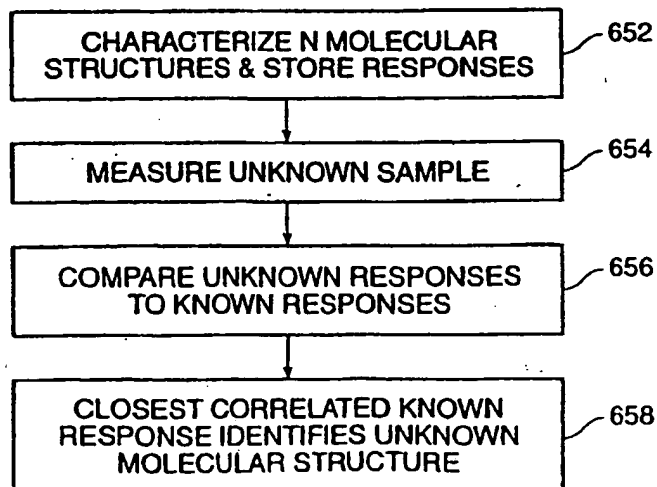 CHARACTERIZE N MOLECULAR
STRUCTURES & STORE RESPONSES
652
MEASURE UNKNOWN SAMPLE
654
COMPARE UNKNOWN RESPONSES
TO KNOWN RESPONSES
656
CLOSEST CORRELATED KNOWN
RESPONSE IDENTIFIES UNKNOWN
MOLECULAR STRUCTURE
658